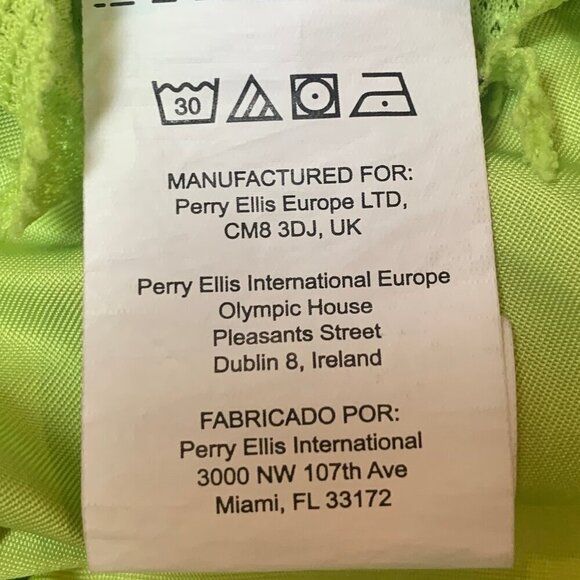 30
MANUFACTURED FOR:
Perry Ellis Europe LTD,
CM8 3DJ, UK
Perry Ellis International Europe
Olympic House
Pleasants Street
Dublin 8, Ireland
FABRICADO POR:
Perry Ellis International
3000 NW 107th Ave
Miami, FL 33172